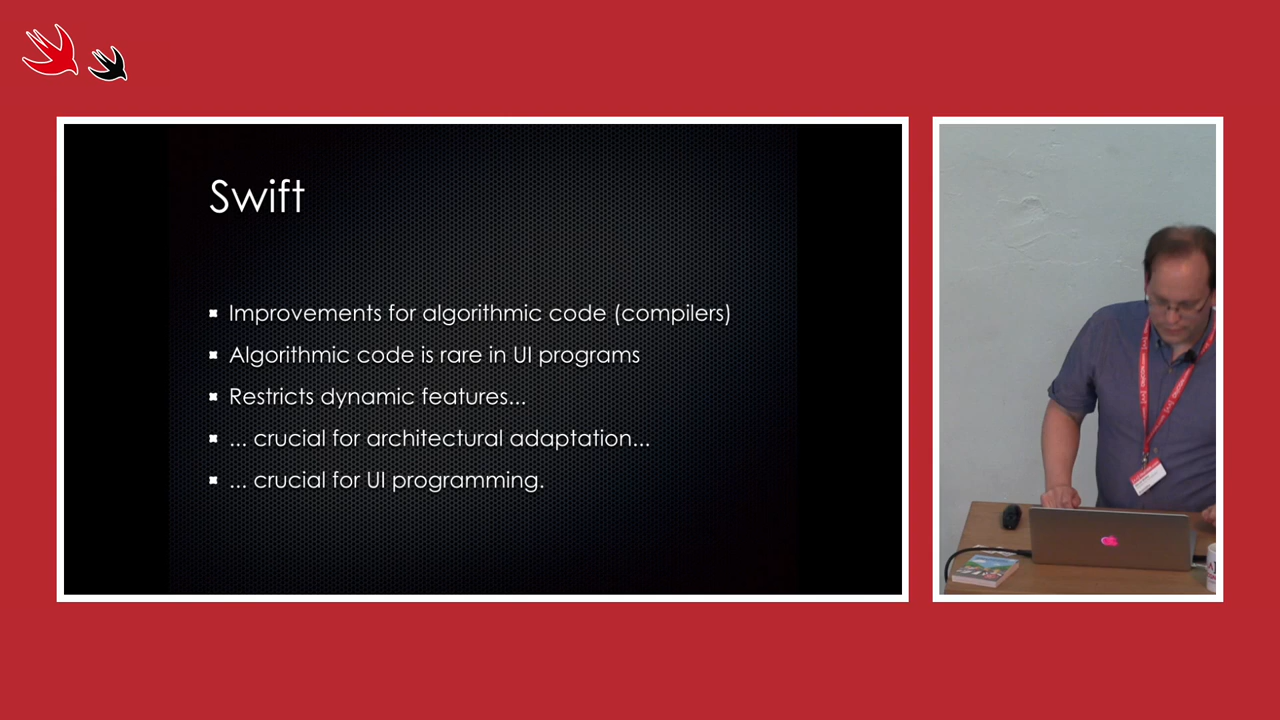 Swift
Improvements for algorithmic code (compilers)
Algorithmic code is rare in UI programs
Restricts dynamic features...
... crucial for architectural adaptation...
... crucial for UI programming.